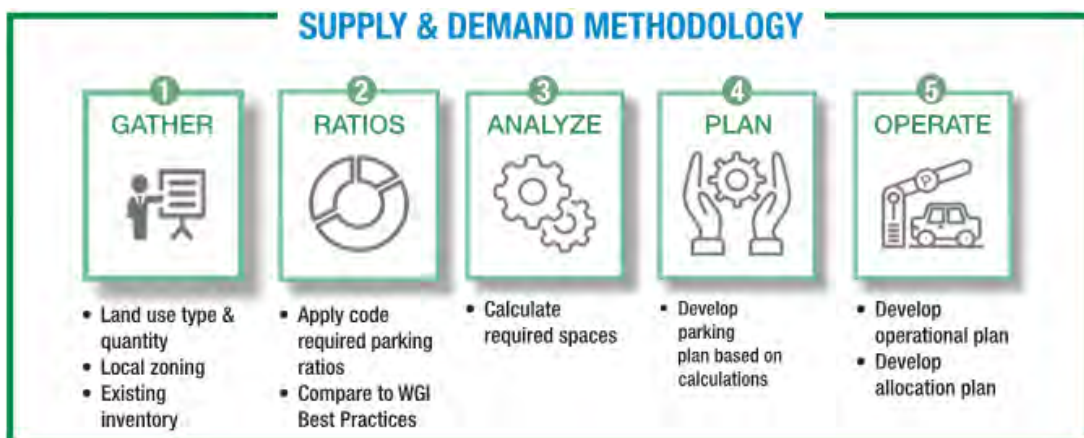 SUPPLY & DEMAND METHODOLOGY
1
GATHER
• Land use type &
quantity
• Local zoning
• Existing
inventory
2
RATIOS
• Apply code
required parking
ratios
• Compare to WGI
Best Practices
3
ANALYZE
• Calculate
required spaces
4
PLAN
• Develop
parking
plan based on
calculations
5
OPERATE
P
• Develop
operational plan
• Develop
allocation plan